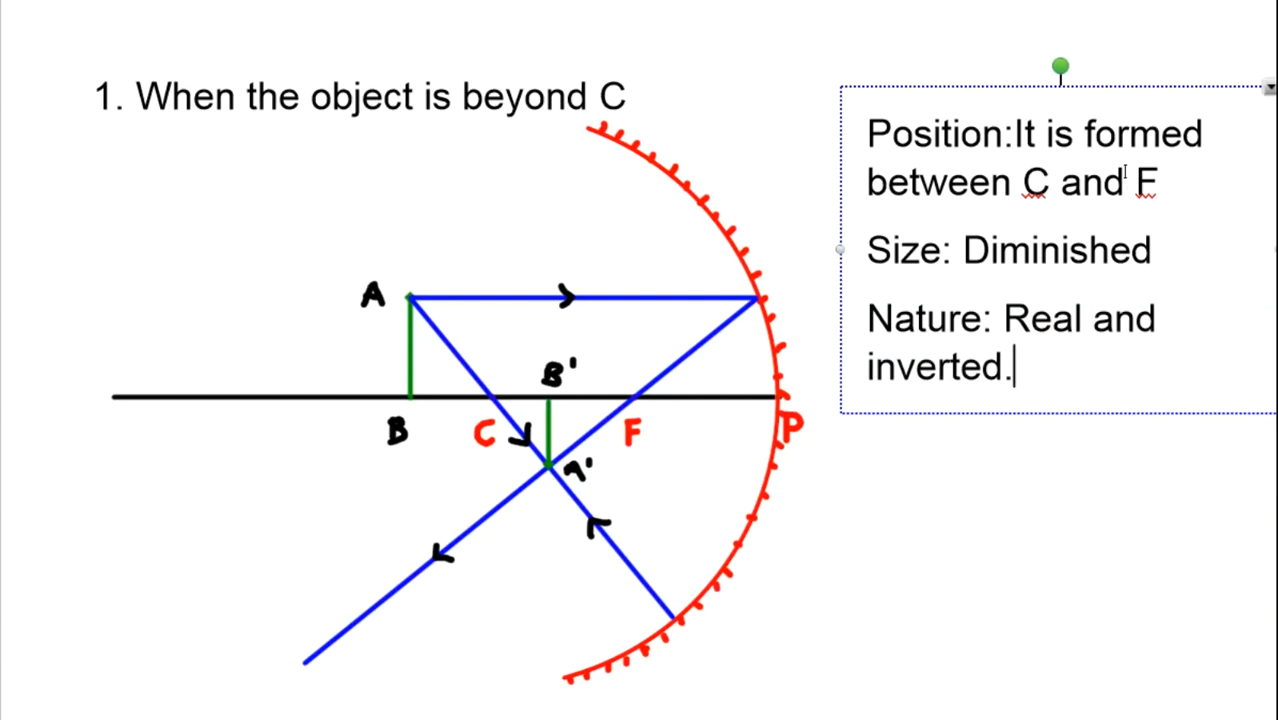 1. When the object is beyond C
Position:It is formed
between C and F
Size: Diminished
Nature: Real and
inverted.
A
B'
B
C
F
P
A'